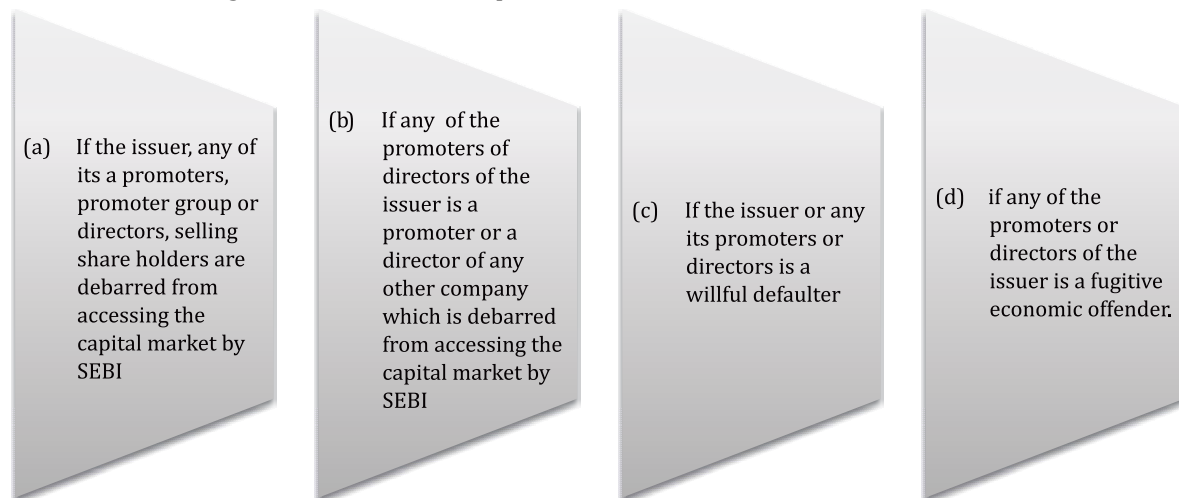 (a) If the issuer, any of
its a promoters,
promoter group or
directors, selling
share holders are
debarred from
accessing the
capital market by
SEBI
(b) If any of the
promoters of
directors of the
issuer is a
promoter or a
director of any
other company
which is debarred
from accessing the
capital market by
SEBI
(c) If the issuer or any
its promoters or
directors is a
willful defaulter
(d) if any of the
promoters or
directors of the
issuer is a fugitive
economic offender.